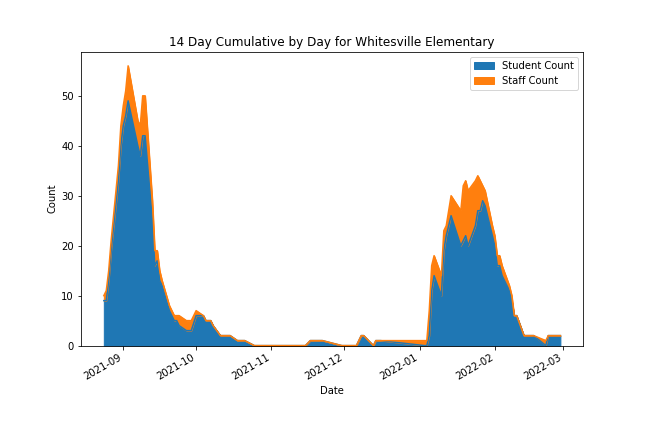 14 Day Cumulative by Day for Whitesville Elementary
Student Count
Staff Count
50
40
30
20
10
0
Count
2021-09
2021-10
2021-11
2021-12
2022-01
2022-02
2022-03
Date